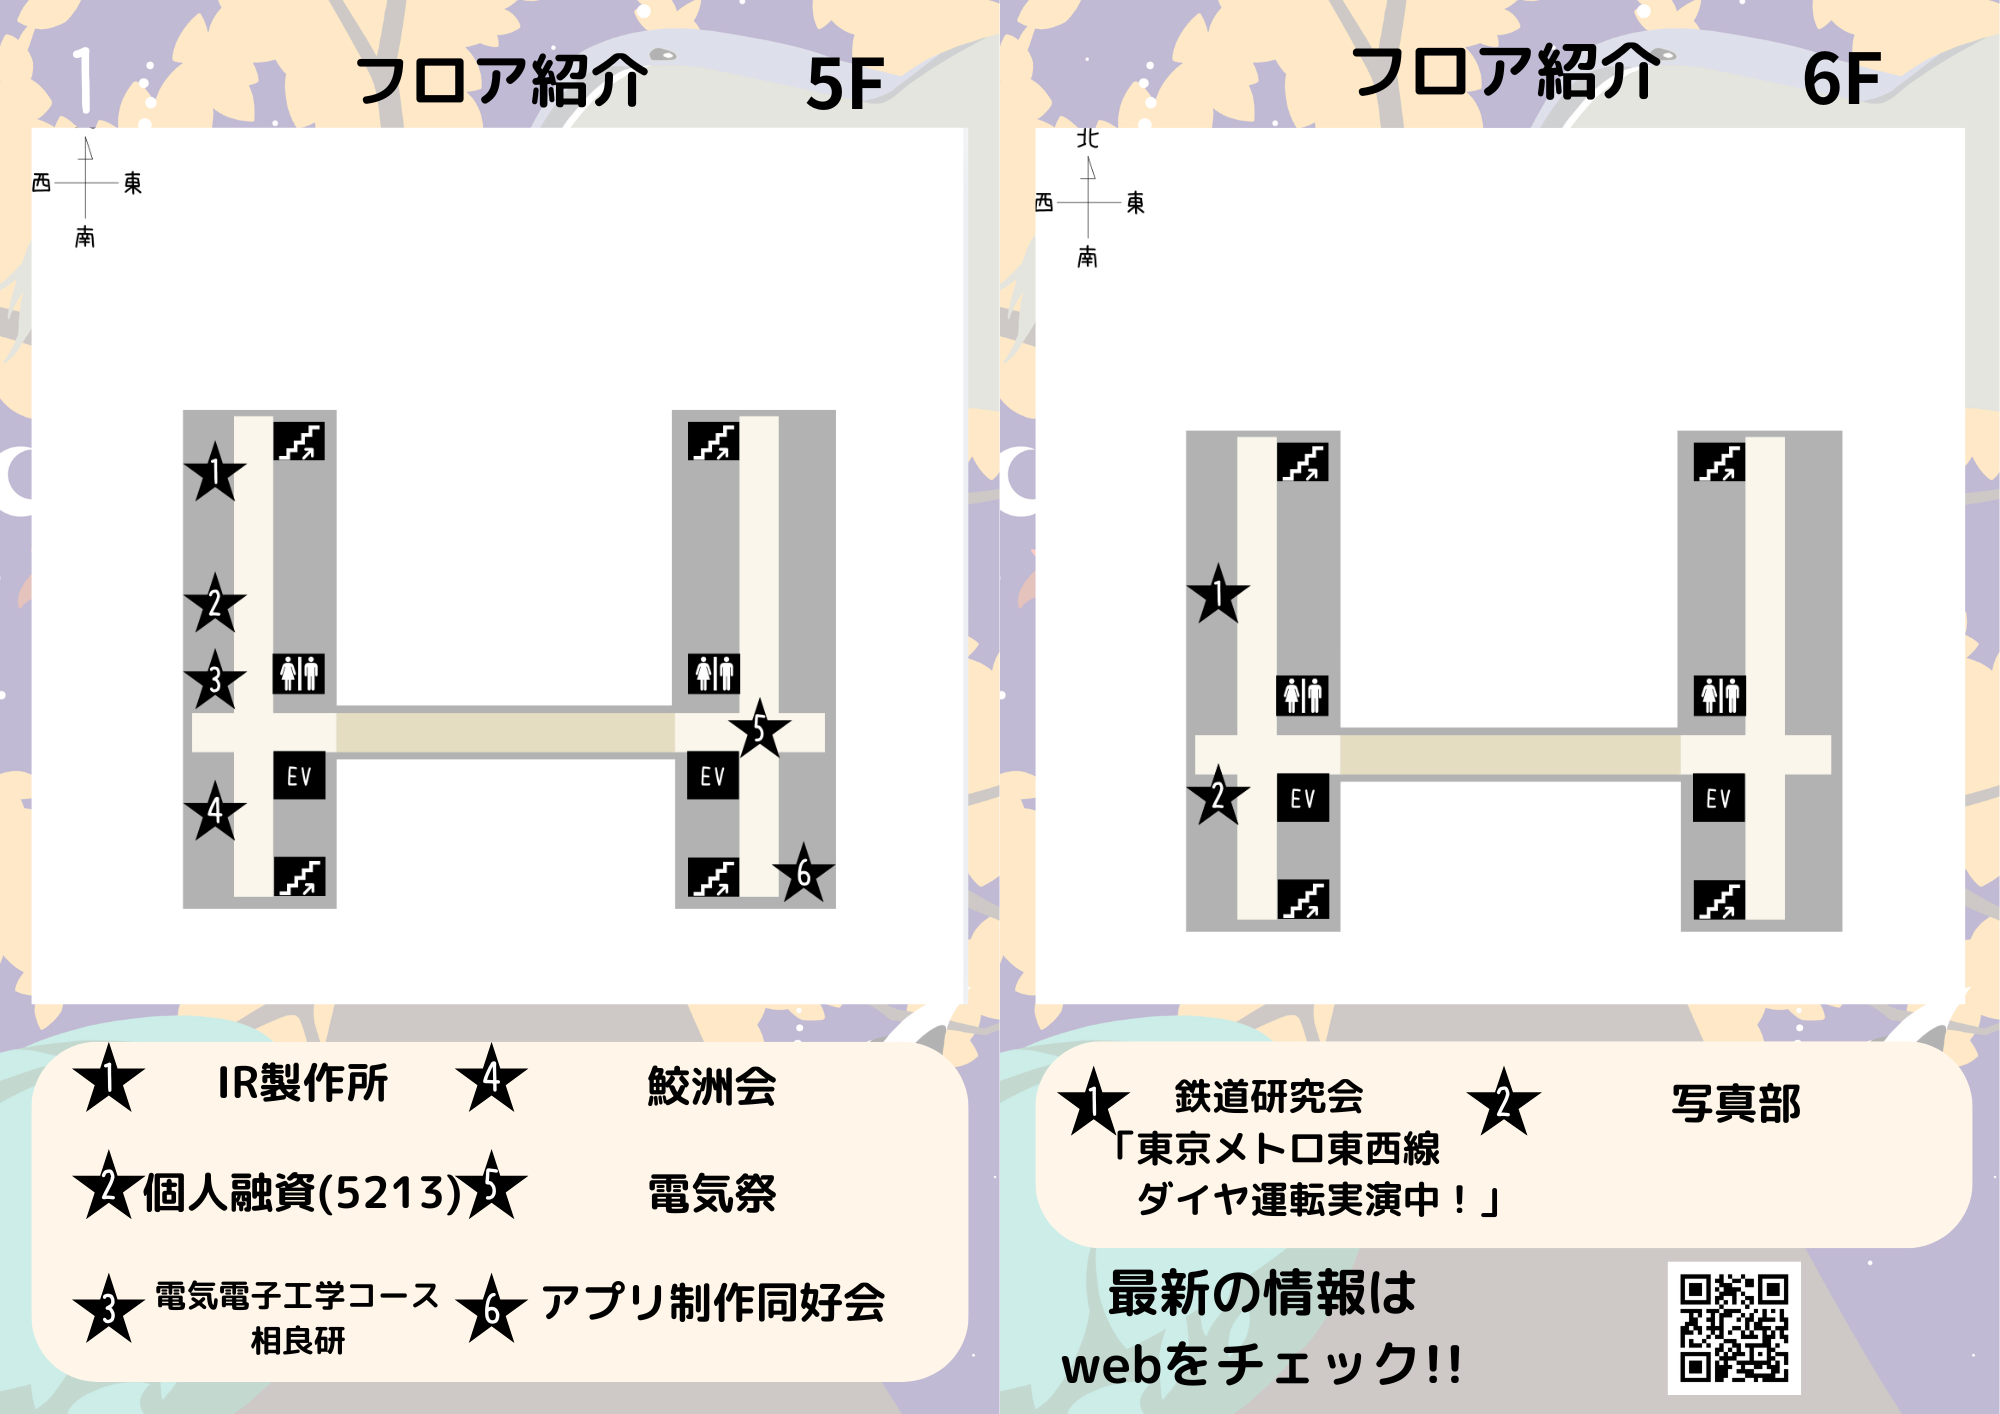 1
フロア紹介
5F
西
東
南
1
2
3
4
5
6
EV
EV
1
IR製作所
4
鮫洲会
2
個人融資(5213)
5
電気祭
3
電気電子工学コース
相良研
6
アプリ制作同好会
フロア紹介
6F
北
西
東
南
1
2
EV
EV
1
鉄道研究会
「東京メトロ東西線
ダイヤ運転実演中！」
2
写真部
最新の情報は
webをチェック!!